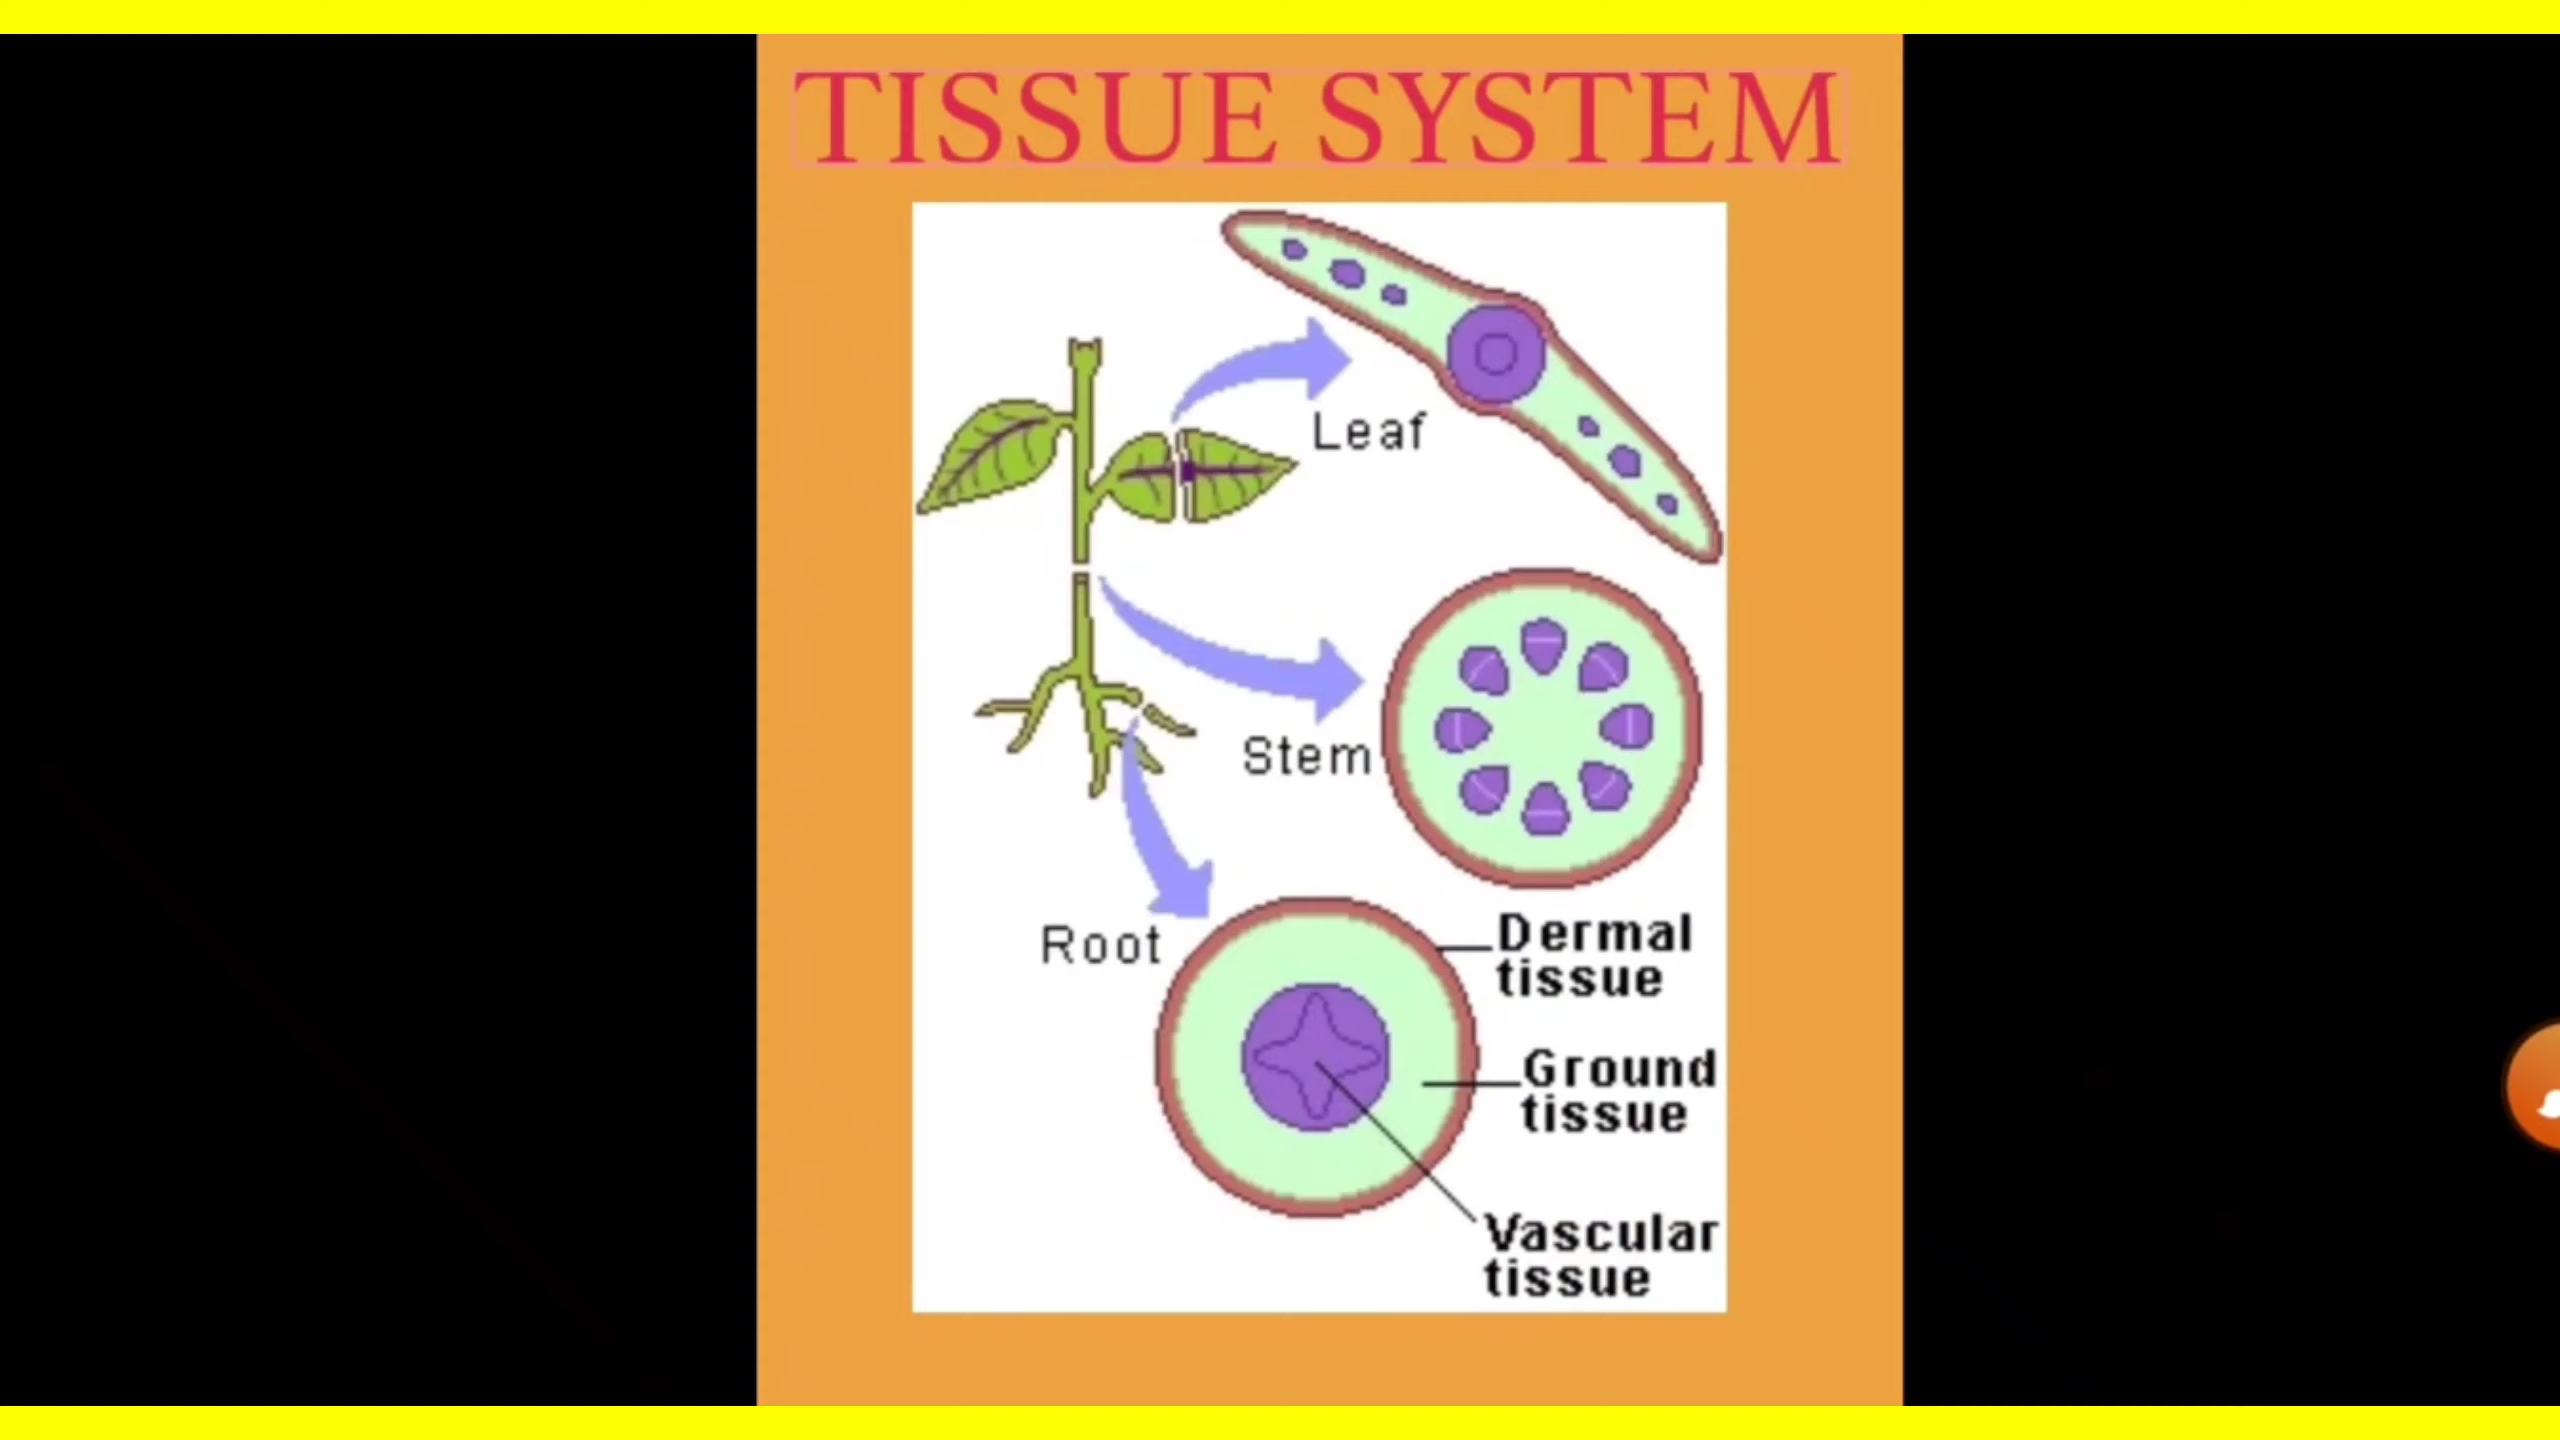 TISSUE SYSTEM
Leaf
Stem
Root
Dermal
tissue
Ground
tissue
Vascular
tissue